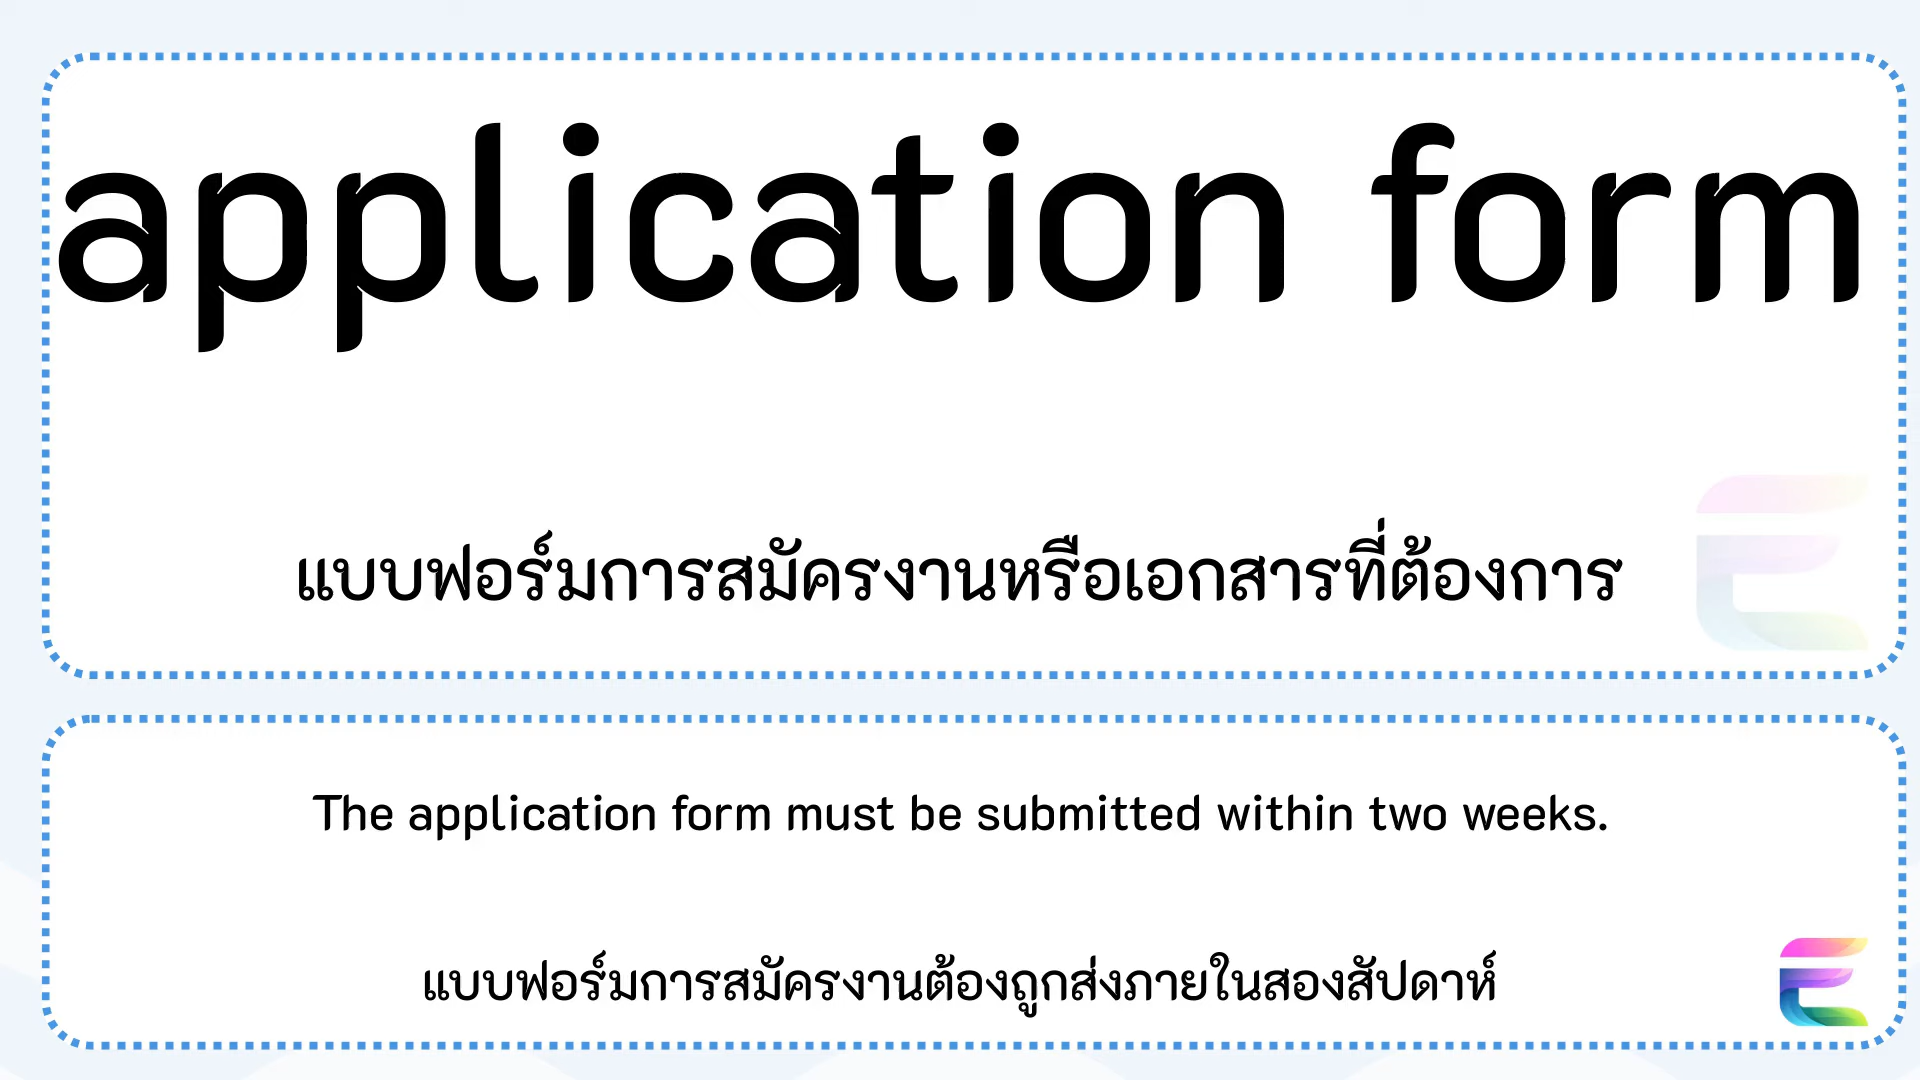 application form
แบบฟอร์มการสมัครงานหรือเอกสารที่ต้องการ
The application form must be submitted within two weeks.
แบบฟอร์มการสมัครงานต้องถูกส่งภายในสองสัปดาห์